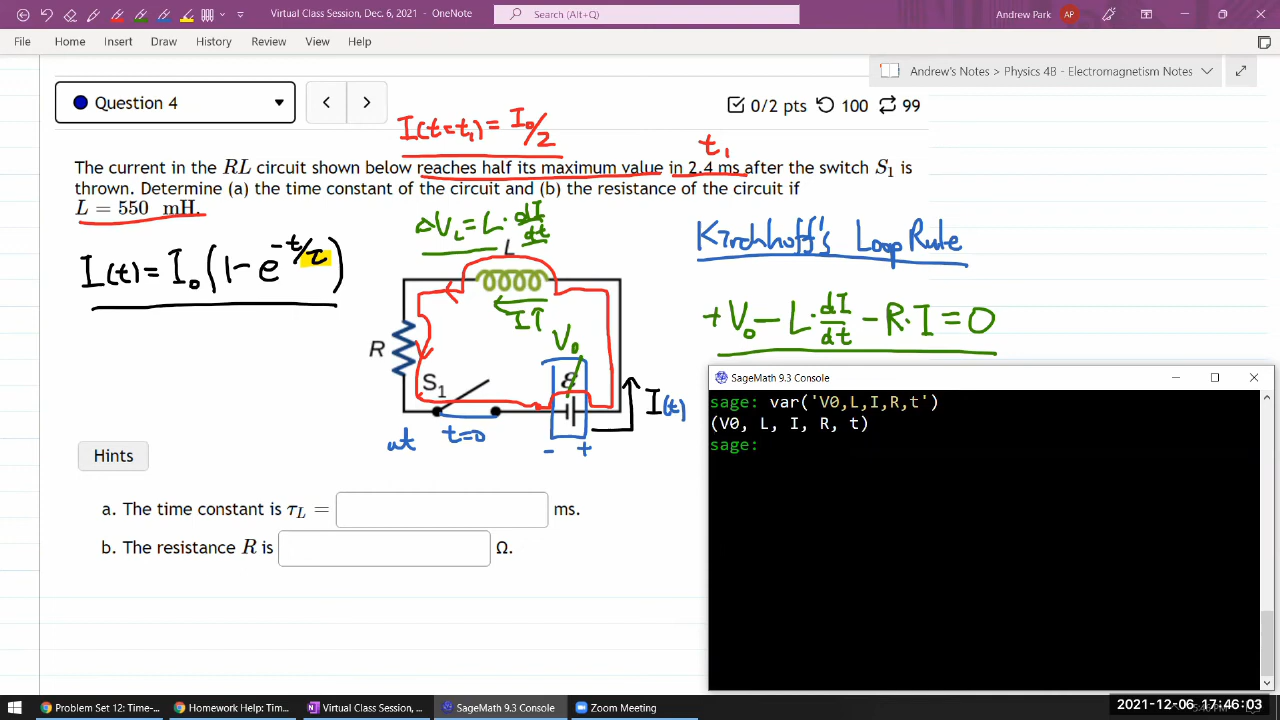 Virtual Class Session, Dec. 6, 2021 - OneNote
Search (Alt+Q)
Andrew Park AP
File Home Insert Draw History Review View Help
Andrew's Notes > Physics 4B - Electromagnetism Notes
Question 4
0/2 pts 100 99
I(t=t₁) = I₀/2
t₁
The current in the RL circuit shown below reaches half its maximum value in 2.4 ms after the switch S₁ is
thrown. Determine (a) the time constant of the circuit and (b) the resistance of the circuit if
L = 550 mH.
ΔV_L = L · dI/dt
L
I(t) = I₀(1 - e^(-t/τ))
Kirchhoff's Loop Rule
I↑
+V₀ - L · dI/dt - R · I = 0
V₀
R
ℰ
S₁
I(t)
at t=0
- +
SageMath 9.3 Console
sage: var('V0,L,I,R,t')
(V0, L, I, R, t)
sage:
Hints
a. The time constant is τ_L = ms.
b. The resistance R is Ω.
Problem Set 12: Time-...
Homework Help: Tim...
Virtual Class Session,...
SageMath 9.3 Console
Zoom Meeting
2021-12-06 17:46:03